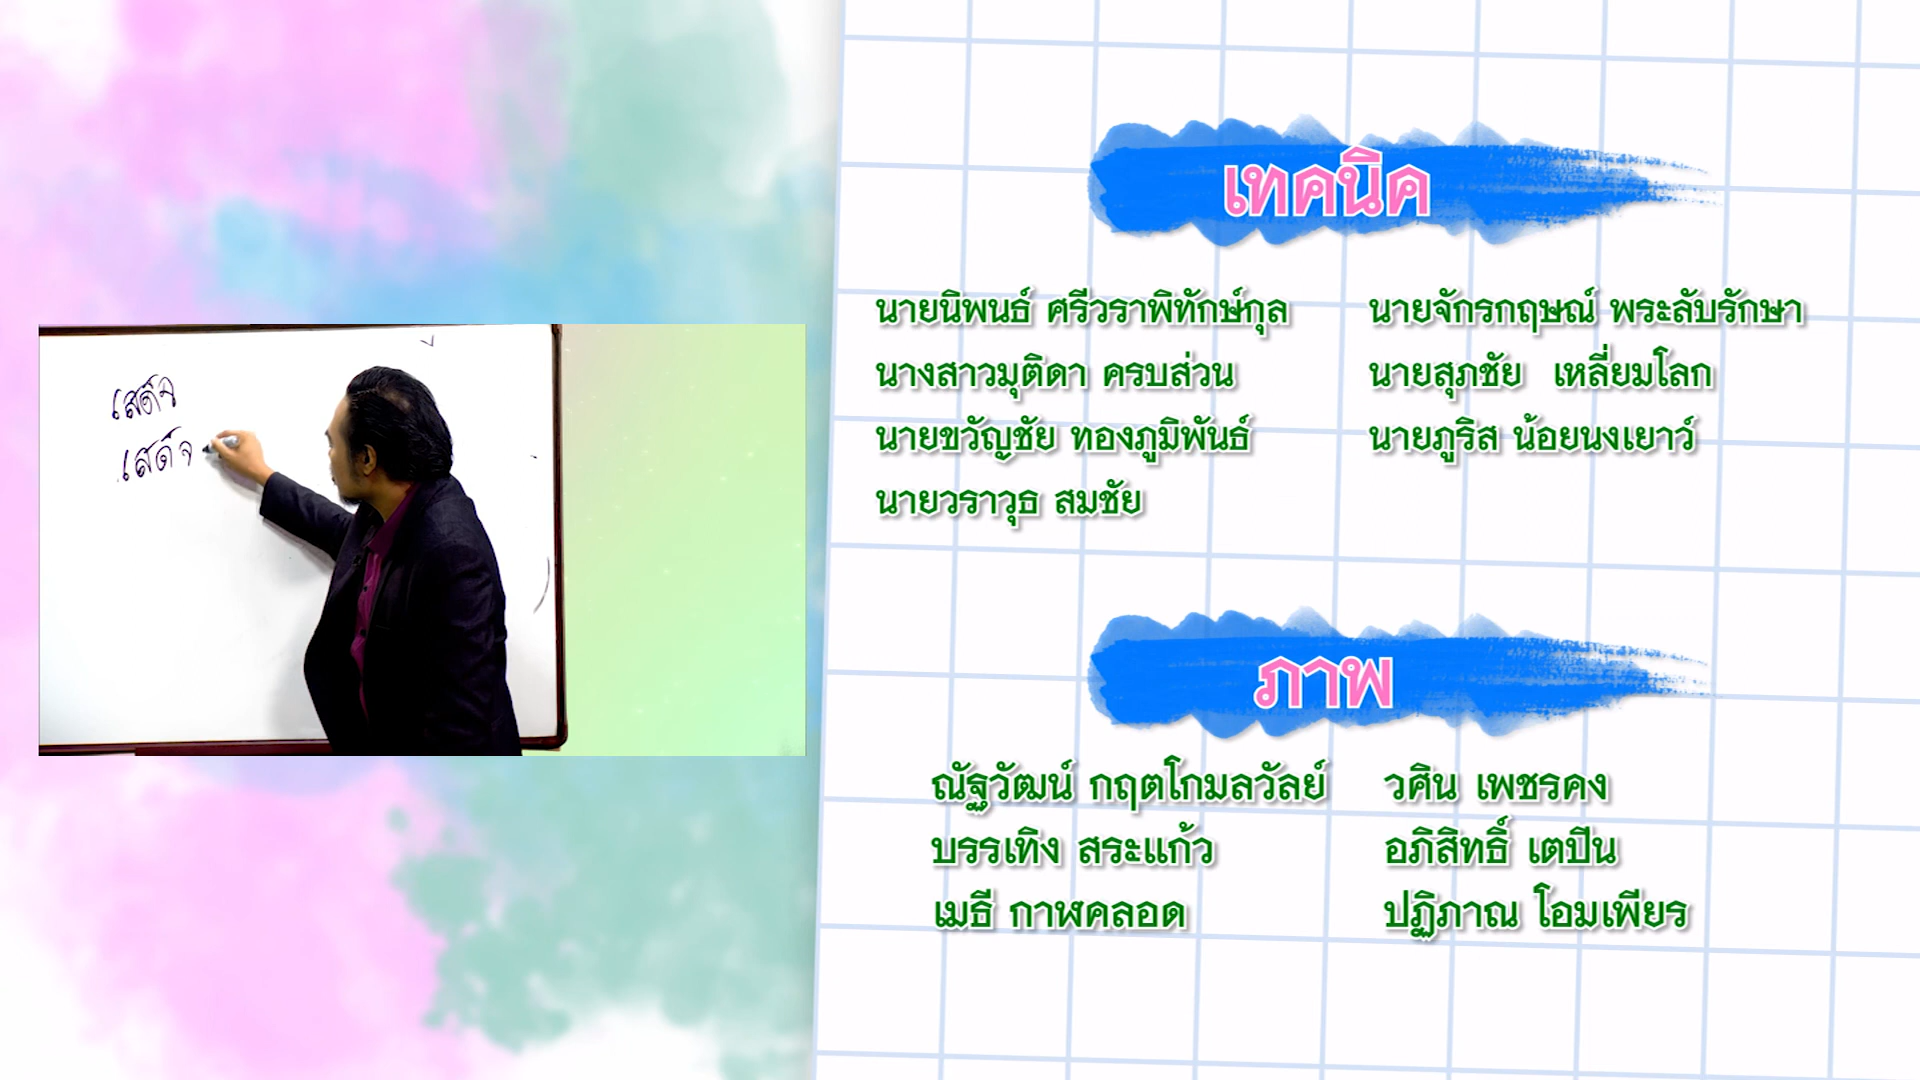 เสด็จ
เสด็จ
เทคนิค
นายนิพนธ์ ศรีวราพิทักษ์กุล
นายจักรกฤษณ์ พระลับรักษา
นางสาวมุติดา ครบส่วน
นายสุภชัย เหลี่ยมโลก
นายขวัญชัย ทองภูมิพันธ์
นายภูริส น้อยนงเยาว์
นายวราวุธ สมชัย
ภาพ
ณัฐวัฒน์ กฤตโกมลวัลย์
วศิน เพชรคง
บรรเทิง สระแก้ว
อภิสิทธิ์ เตปีน
เมธี กาฬคลอด
ปฏิภาณ โอมเพียร